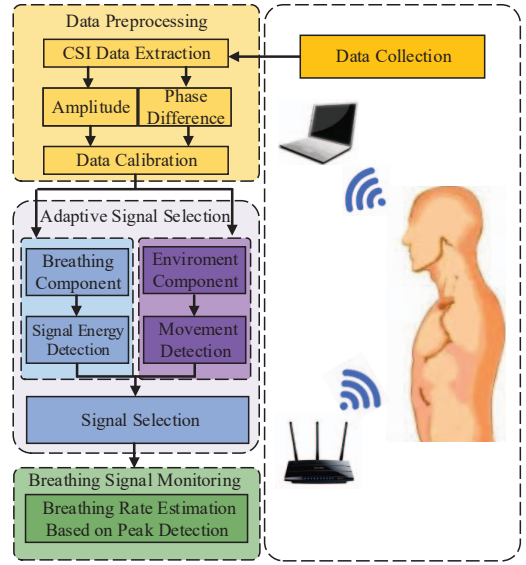 Data Preprocessing
CSI Data Extraction
Data Collection
Amplitude
Phase
Difference
Data Calibration
Adaptive Signal Selection
Breathing
Component
Enviroment
Component
Signal Energy
Detection
Movement
Detection
Signal Selection
Breathing Signal Monitoring
Breathing Rate Estimation
Based on Peak Detection